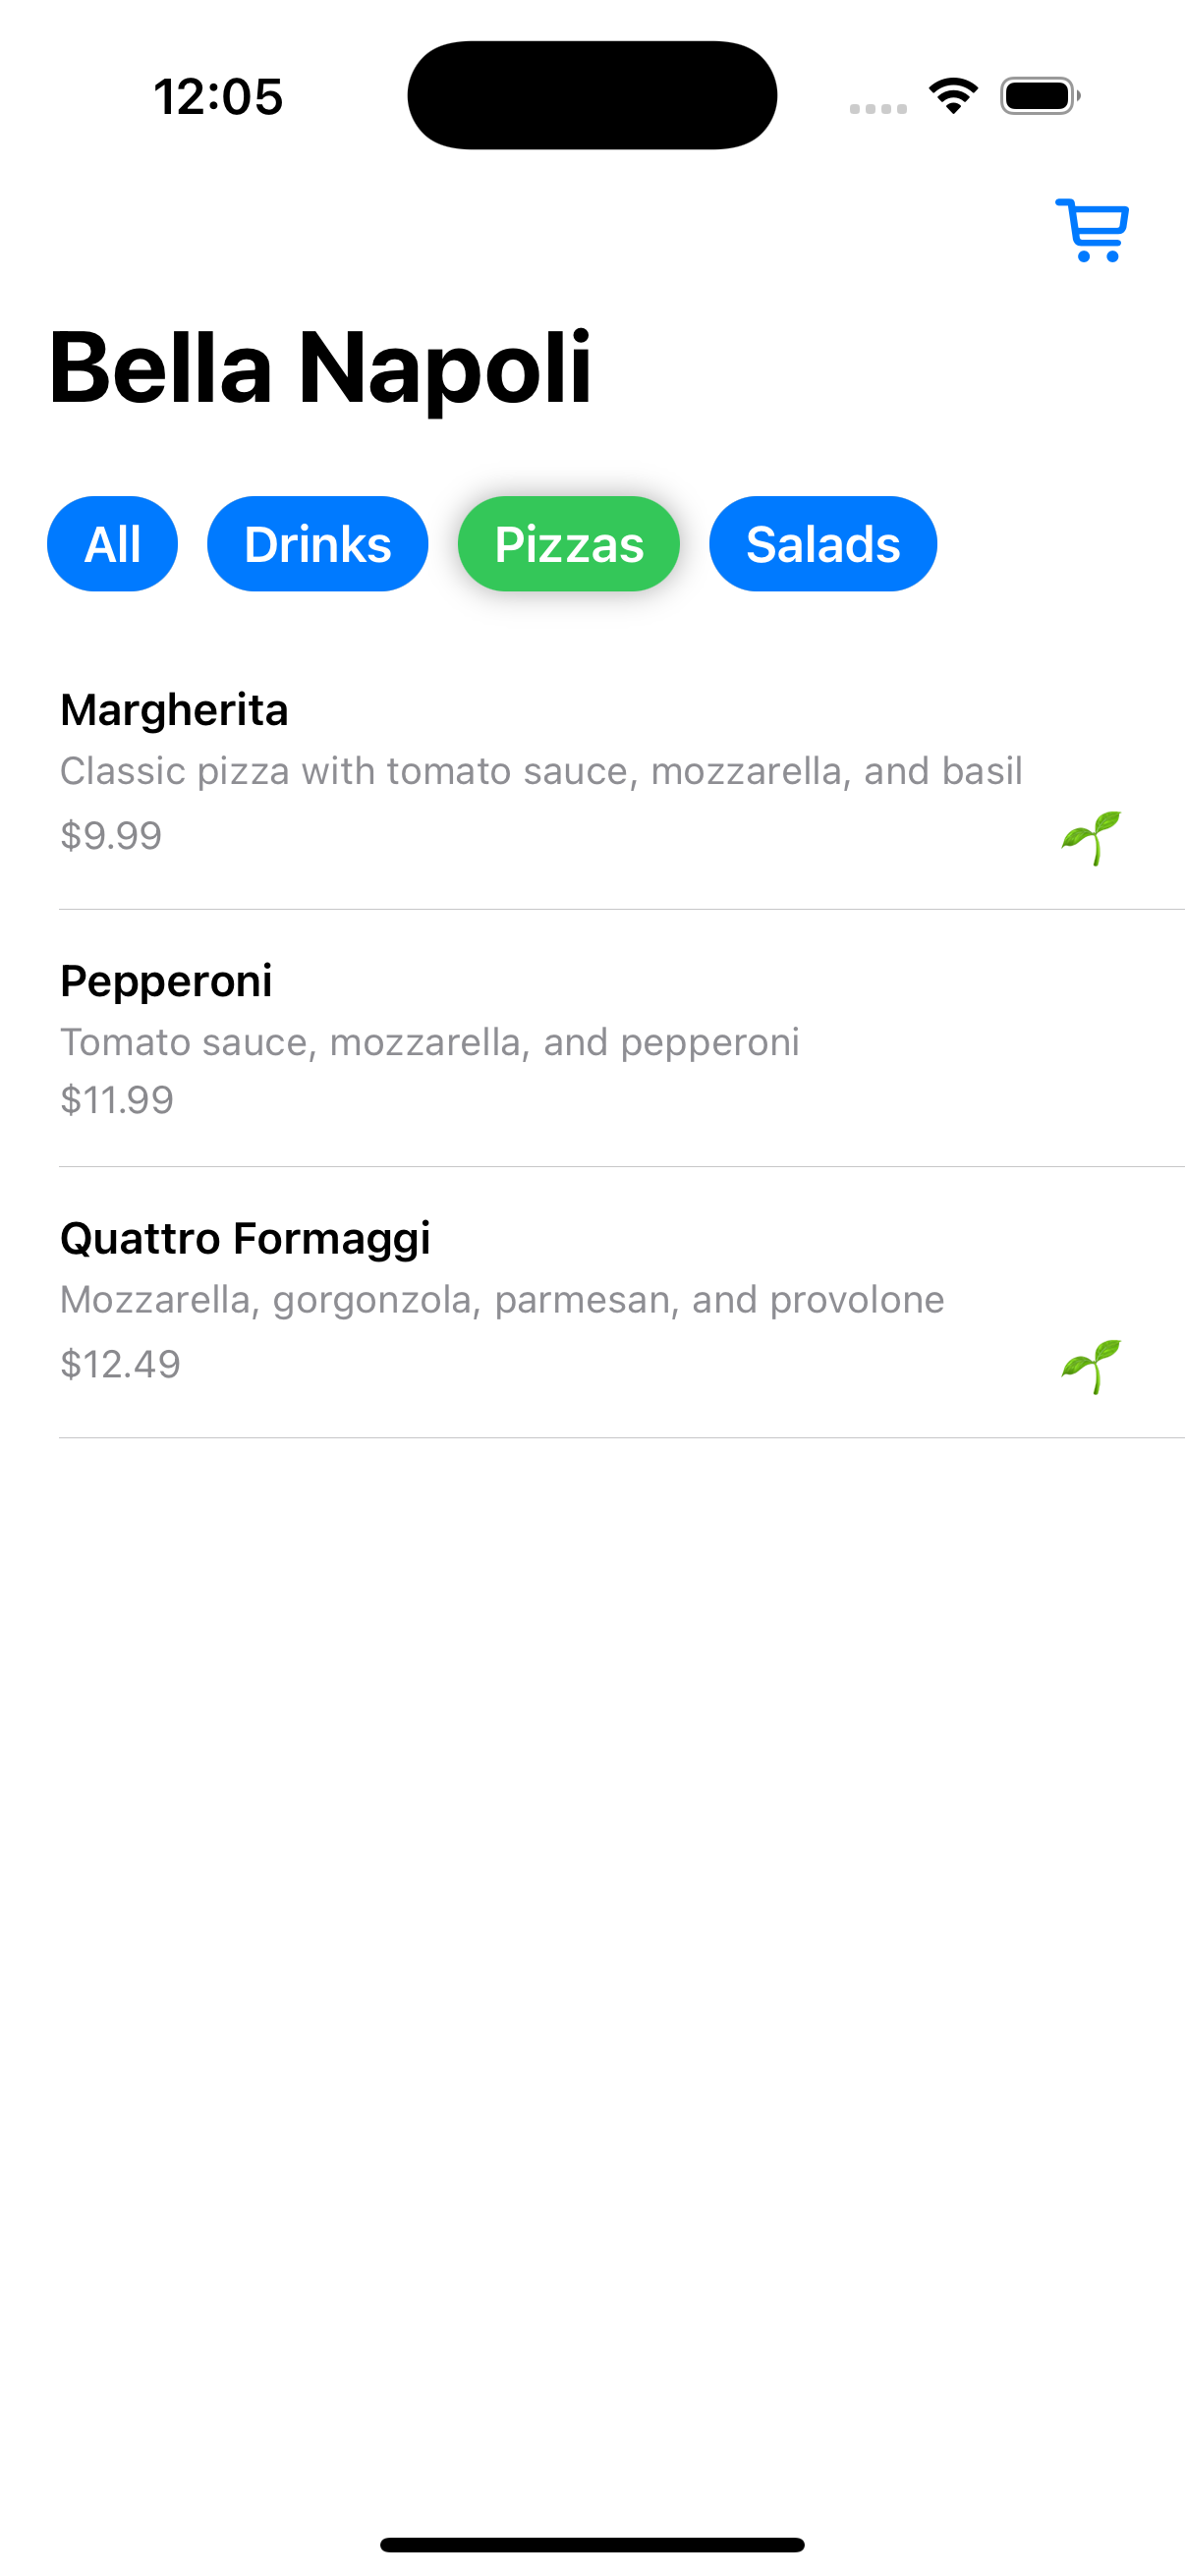 12:05
Bella Napoli
All Drinks Pizzas Salads
Margherita
Classic pizza with tomato sauce, mozzarella, and basil
$9.99
Pepperoni
Tomato sauce, mozzarella, and pepperoni
$11.99
Quattro Formaggi
Mozzarella, gorgonzola, parmesan, and provolone
$12.49